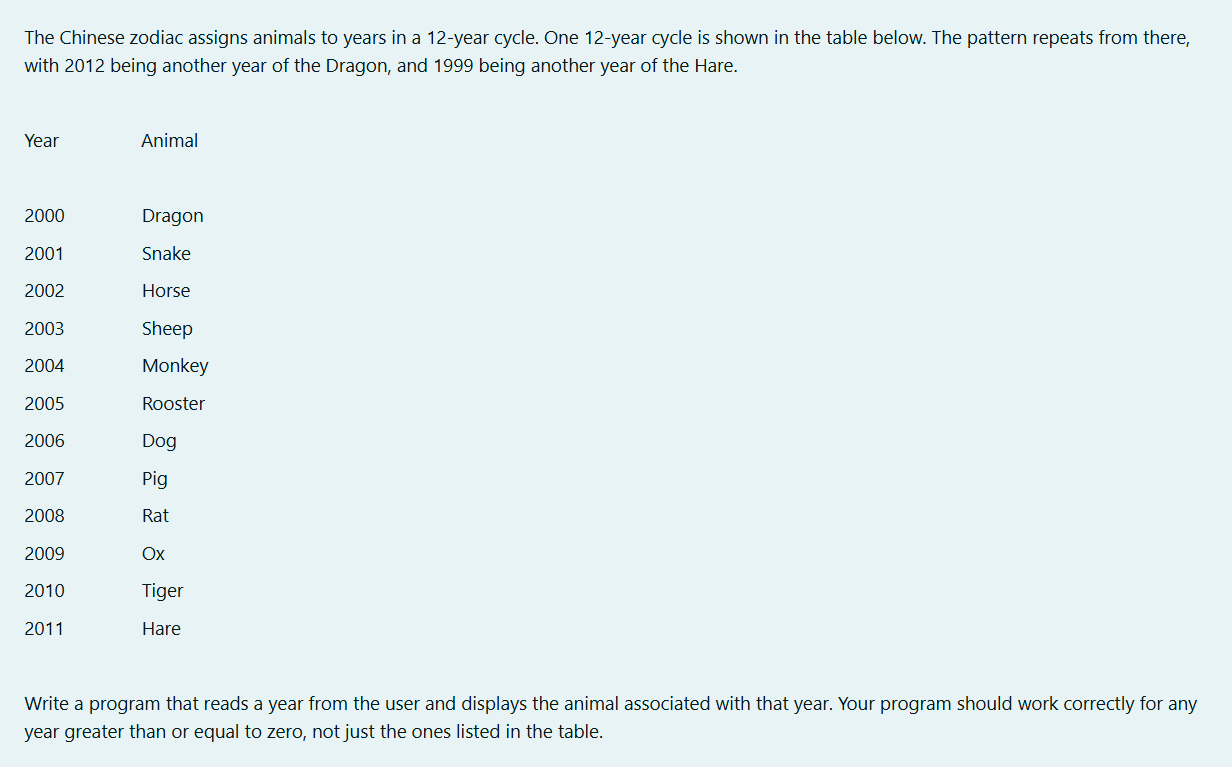 The Chinese zodiac assigns animals to years in a 12-year cycle. One 12-year cycle is shown in the table below. The pattern repeats from there,
with 2012 being another year of the Dragon, and 1999 being another year of the Hare.
Year Animal
2000 Dragon
2001 Snake
2002 Horse
2003 Sheep
2004 Monkey
2005 Rooster
2006 Dog
2007 Pig
2008 Rat
2009 Ox
2010 Tiger
2011 Hare
Write a program that reads a year from the user and displays the animal associated with that year. Your program should work correctly for any
year greater than or equal to zero, not just the ones listed in the table.